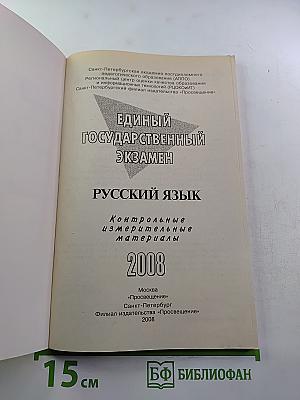 Санкт-Петербургская академия постдипломного
педагогического образования (АППО)
Региональный центр оценки качества образования
и информационных технологий (РЦОКОиИТ)
Санкт-Петербургский филиал издательства «Просвещение»
ЕДИНЫЙ
ГОСУДАРСТВЕННЫЙ
ЭКЗАМЕН
РУССКИЙ ЯЗЫК
Контрольные
измерительные
материалы
2008
Москва
«Просвещение»
Санкт-Петербург
Филиал издательства «Просвещение»
2008
15 см
БФ БИБЛИОФАН